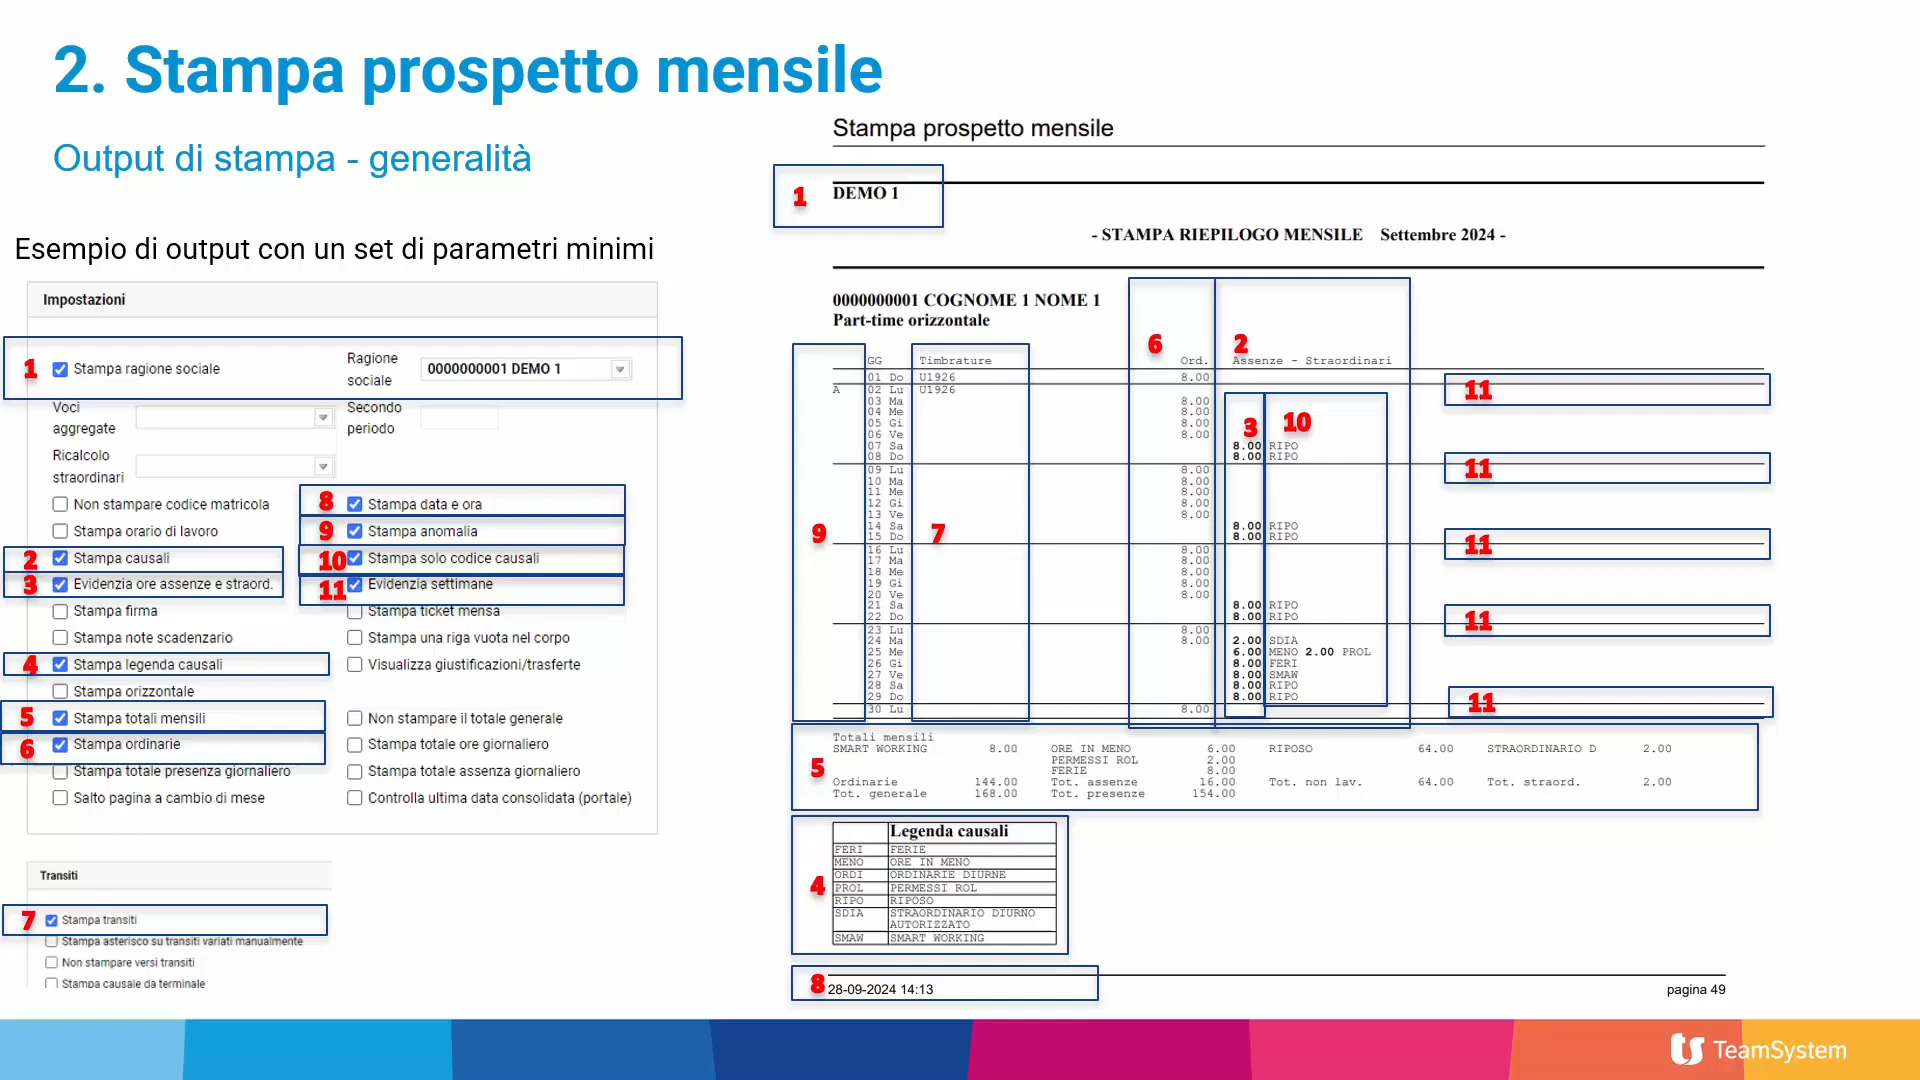 2. Stampa prospetto mensile
Output di stampa - generalità
Esempio di output con un set di parametri minimi
Impostazioni
1 Stampa ragione sociale Ragione sociale 0000000001 DEMO 1
Voci aggregate Secondo periodo
Ricalcolo straordinari
Non stampare codice matricola 8 Stampa data e ora
Stampa orario di lavoro 9 Stampa anomalia
2 Stampa causali 10 Stampa solo codice causali
3 Evidenzia ore assenze e straord. 11 Evidenzia settimane
Stampa firma Stampa ticket mensa
Stampa note scadenzario Stampa una riga vuota nel corpo
4 Stampa legenda causali Visualizza giustificazioni/trasferte
Stampa orizzontale
5 Stampa totali mensili Non stampare il totale generale
6 Stampa ordinarie Stampa totale ore giornaliero
Stampa totale presenza giornaliero Stampa totale assenza giornaliero
Salto pagina a cambio di mese Controlla ultima data consolidata (portale)
Transiti
7 Stampa transiti
Stampa asterisco su transiti variati manualmente
Non stampare versi transiti
Stampa causale da terminale
Stampa prospetto mensile
1 DEMO 1
- STAMPA RIEPILOGO MENSILE Settembre 2024 -
0000000001 COGNOME 1 NOME 1
Part-time orizzontale
6 2
GG Timbrature Ord. Assenze - Straordinari
01 Do U1926 8.00
A 02 Lu U1926 11
03 Ma 8.00
04 Me 8.00
05 Gi 8.00 3 10
06 Ve 8.00
07 Sa 8.00 RIPO
08 Do 8.00 RIPO
09 Lu 8.00 11
10 Ma 8.00
11 Me 8.00
12 Gi 8.00
13 Ve 8.00
14 Sa 8.00 RIPO
9 7
15 Do 8.00 RIPO
16 Lu 8.00 11
17 Ma 8.00
18 Me 8.00
19 Gi 8.00
20 Ve 8.00
21 Sa 8.00 RIPO
22 Do 8.00 RIPO
23 Lu 8.00 11
24 Ma 8.00 2.00 SDIA
25 Me 6.00 MENO 2.00 PROL
26 Gi 8.00 FERI
27 Ve 8.00 SMAW
28 Sa 8.00 RIPO
29 Do 8.00 RIPO
30 Lu 8.00 11
Totali mensili
SMART WORKING 8.00 ORE IN MENO 6.00 RIPOSO 64.00 STRAORDINARIO D 2.00
PERMESSI ROL 2.00
5 FERIE 8.00
Ordinarie 144.00 Tot. assenze 16.00 Tot. non lav. 64.00 Tot. straord. 2.00
Tot. generale 168.00 Tot. presenze 154.00
Legenda causali
FERI FERIE
MENO ORE IN MENO
ORDI ORDINARIE DIURNE
4 PROL PERMESSI ROL
RIPO RIPOSO
SDIA STRAORDINARIO DIURNO
AUTORIZZATO
SMAW SMART WORKING
8 28-09-2024 14:13 pagina 49
TeamSystem